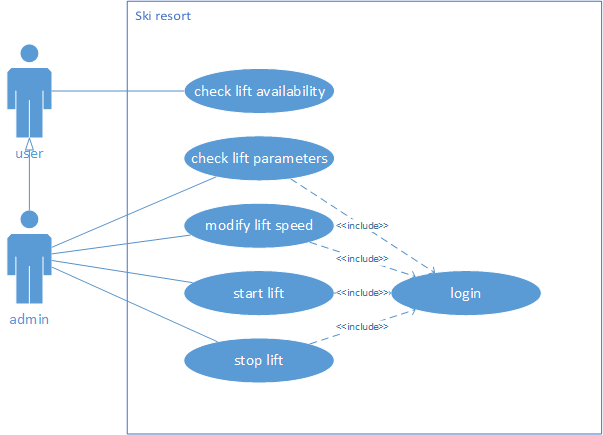 Ski resort
check lift availability
user
check lift parameters
modify lift speed
<<include>>
<<include>>
start lift
<<include>>
login
admin
<<include>>
stop lift